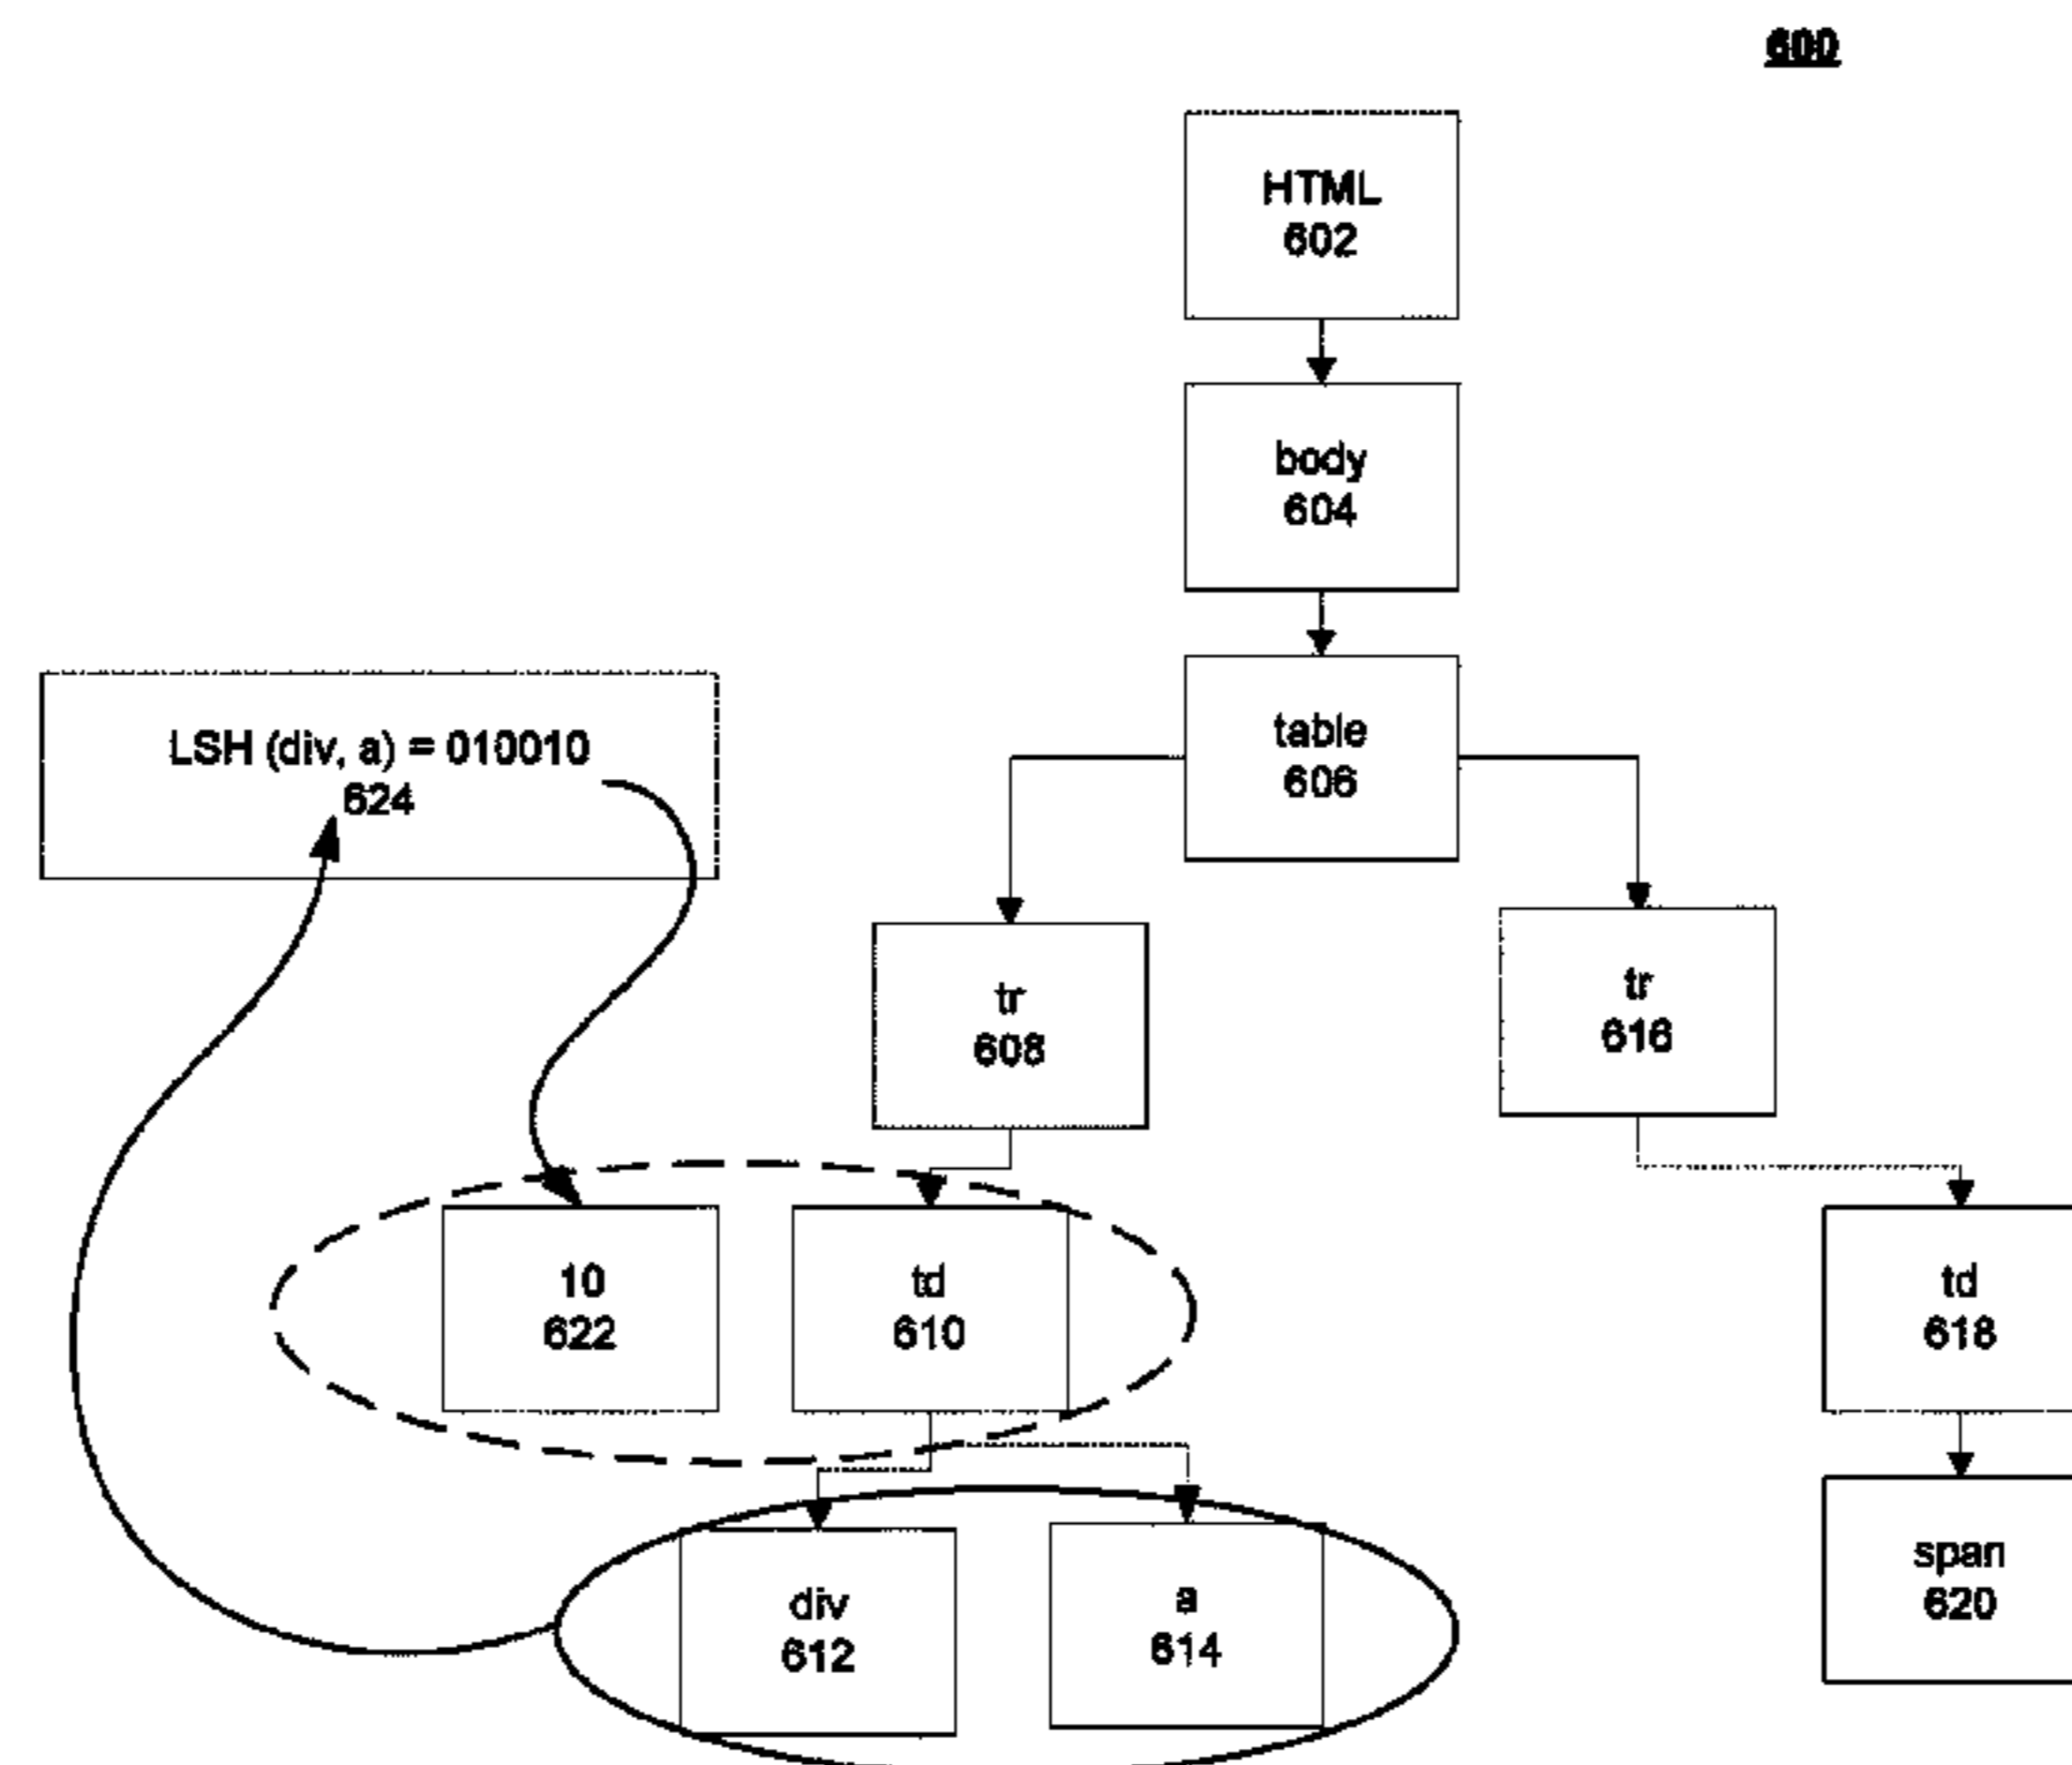 600
HTML
602
body
604
table
606
LSH (div, a) = 010010
624
tr
608
tr
616
10
622
td
610
td
618
div
612
a
614
span
620